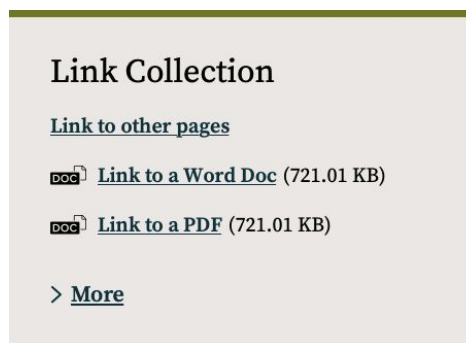 Link Collection
Link to other pages
DOC Link to a Word Doc (721.01 KB)
DOC Link to a PDF (721.01 KB)
> More